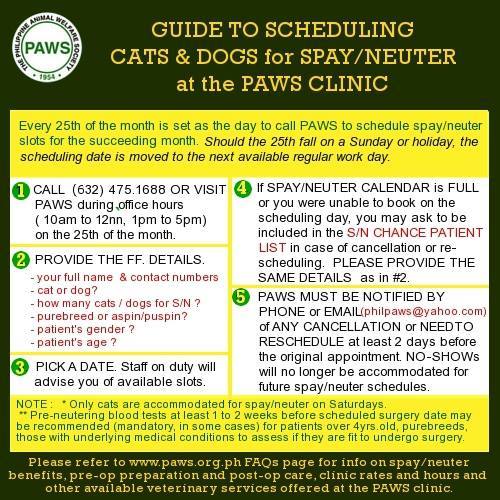 THE PHILIPPINE ANIMAL WELFARE SOCIETY
PAWS
1954
GUIDE TO SCHEDULING
CATS & DOGS for SPAY/NEUTER
at the PAWS CLINIC
Every 25th of the month is set as the day to call PAWS to schedule spay/neuter
slots for the succeeding month. Should the 25th fall on a Sunday or holiday, the
scheduling date is moved to the next available regular work day.
1 CALL (632) 475.1688 OR VISIT
PAWS during office hours
( 10am to 12nn, 1pm to 5pm)
on the 25th of the month.
2 PROVIDE THE FF. DETAILS.
- your full name & contact numbers
- cat or dog?
- how many cats / dogs for S/N ?
- purebreed or aspin/puspin?
- patient's gender ?
- patient's age ?
3 PICK A DATE. Staff on duty will
advise you of available slots.
4 If SPAY/NEUTER CALENDAR is FULL
or you were unable to book on the
scheduling day, you may ask to be
included in the S/N CHANCE PATIENT
LIST in case of cancellation or re-
scheduling. PLEASE PROVIDE THE
SAME DETAILS as in #2.
5 PAWS MUST BE NOTIFIED BY
PHONE or EMAIL(philpaws@yahoo.com)
of ANY CANCELLATION or NEEDTO
RESCHEDULE at least 2 days before
the original appointment. NO-SHOWs
will no longer be accommodated for
future spay/neuter schedules.
NOTE : * Only cats are accommodated for spay/neuter on Saturdays.
** Pre-neutering blood tests at least 1 to 2 weeks before scheduled surgery date may
be recommended (mandatory, in some cases) for patients over 4yrs.old, purebreeds,
those with underlying medical conditions to assess if they are fit to undergo surgery.
Please refer to www.paws.org.ph FAQs page for info on spay/neuter
benefits, pre-op preparation and post-op care, clinic rates and hours and
other available veterinary services offered at the PAWS clinic.